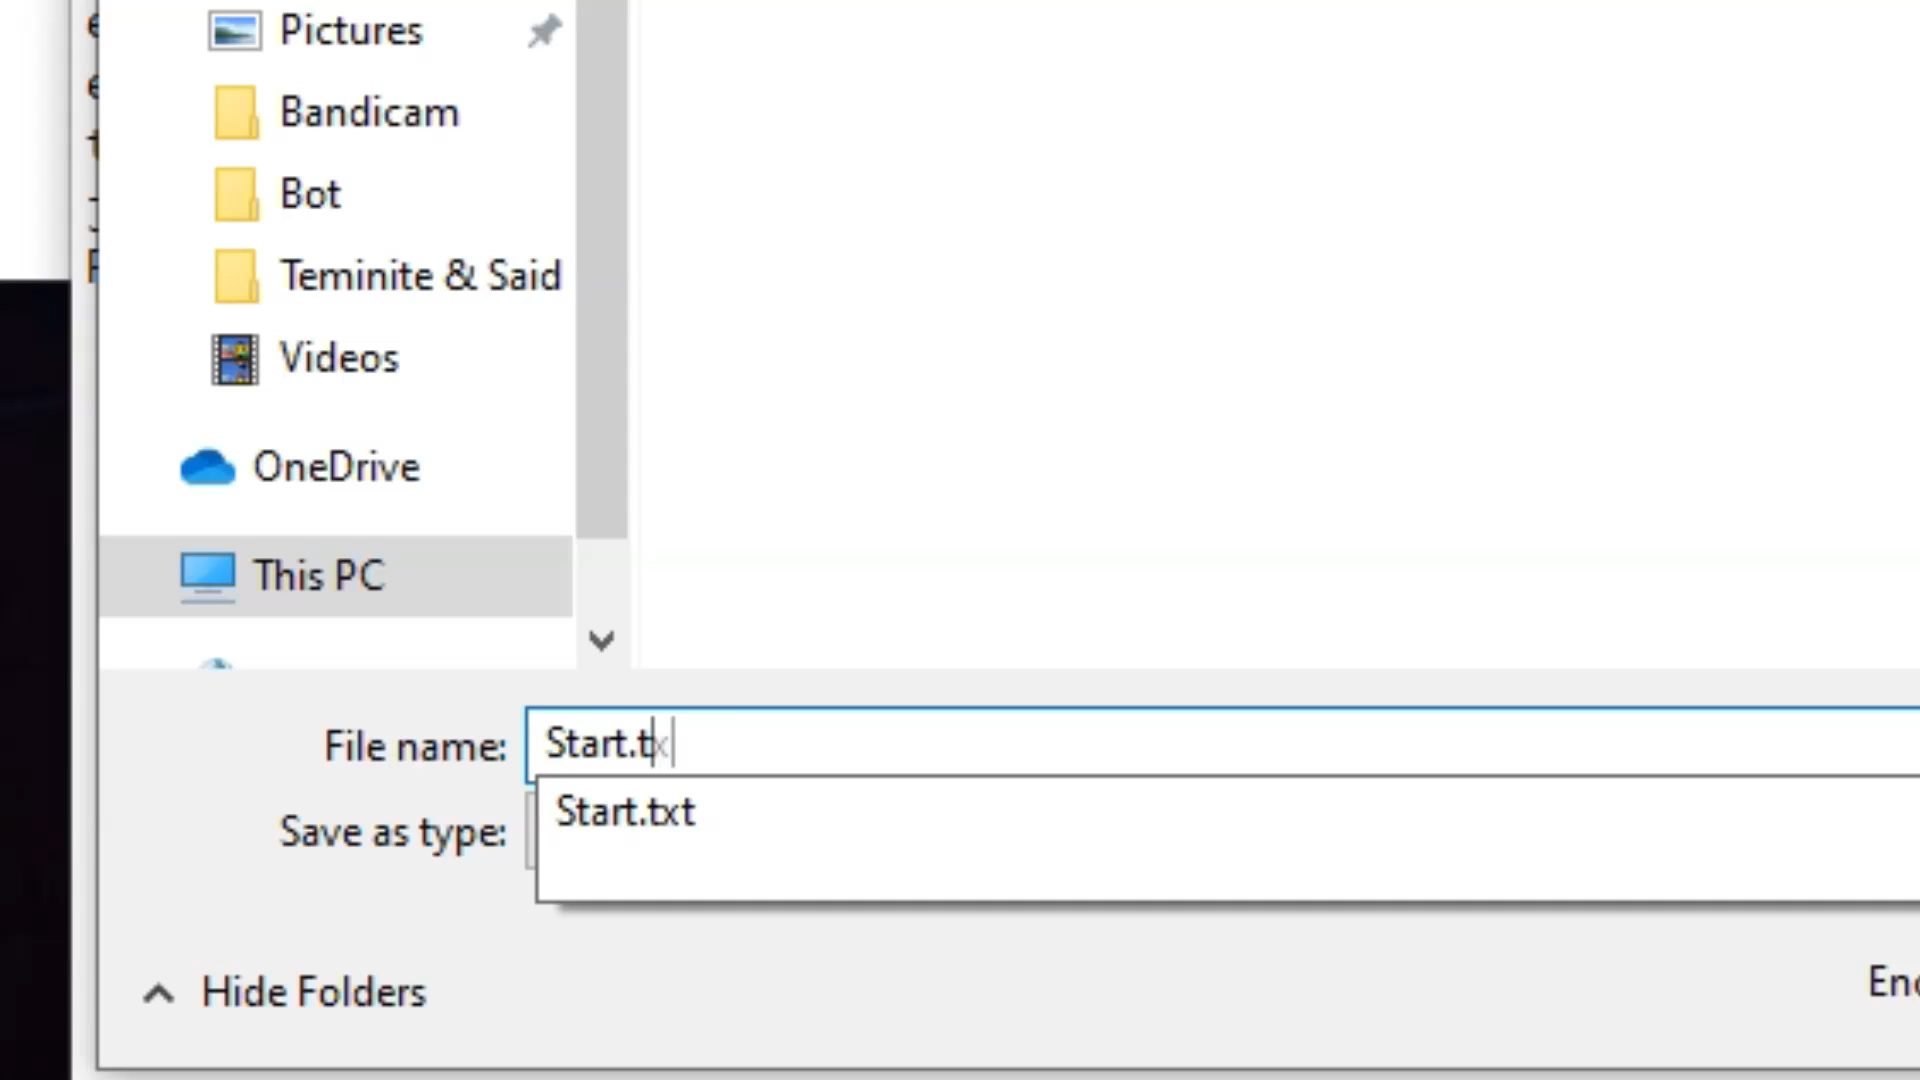 Pictures
Bandicam
Bot
Teminite & Said
Videos
OneDrive
This PC
File name: Start.tx
Start.txt
Save as type:
Hide Folders